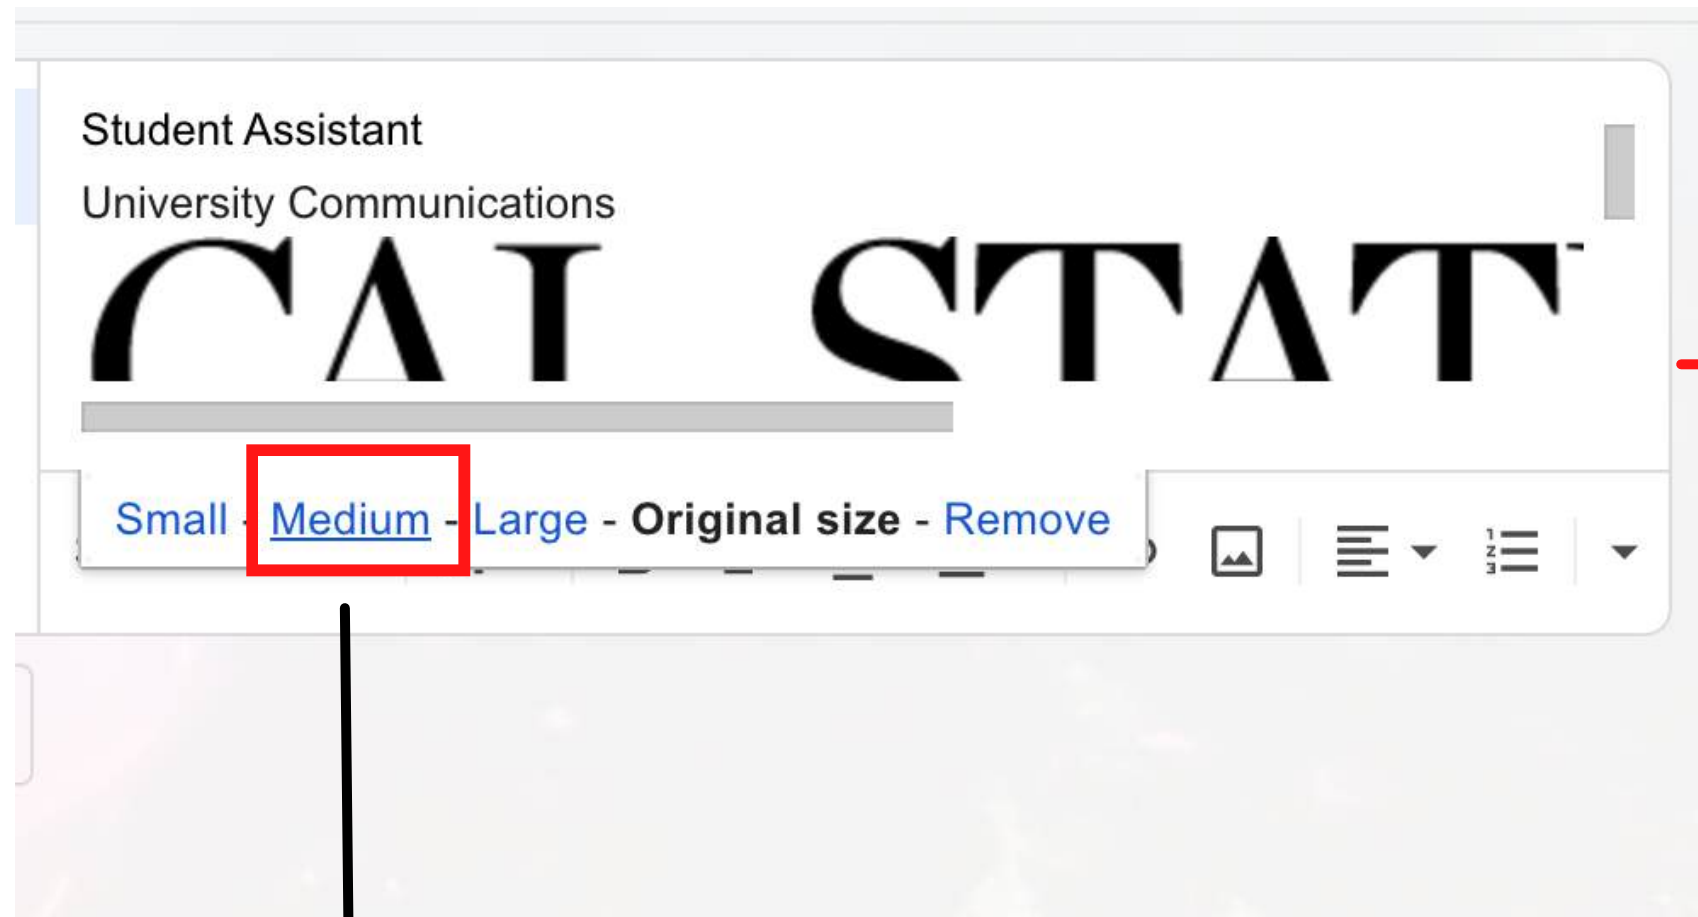 Student Assistant
University Communications
CAL STAT
Small - Medium - Large - Original size - Remove